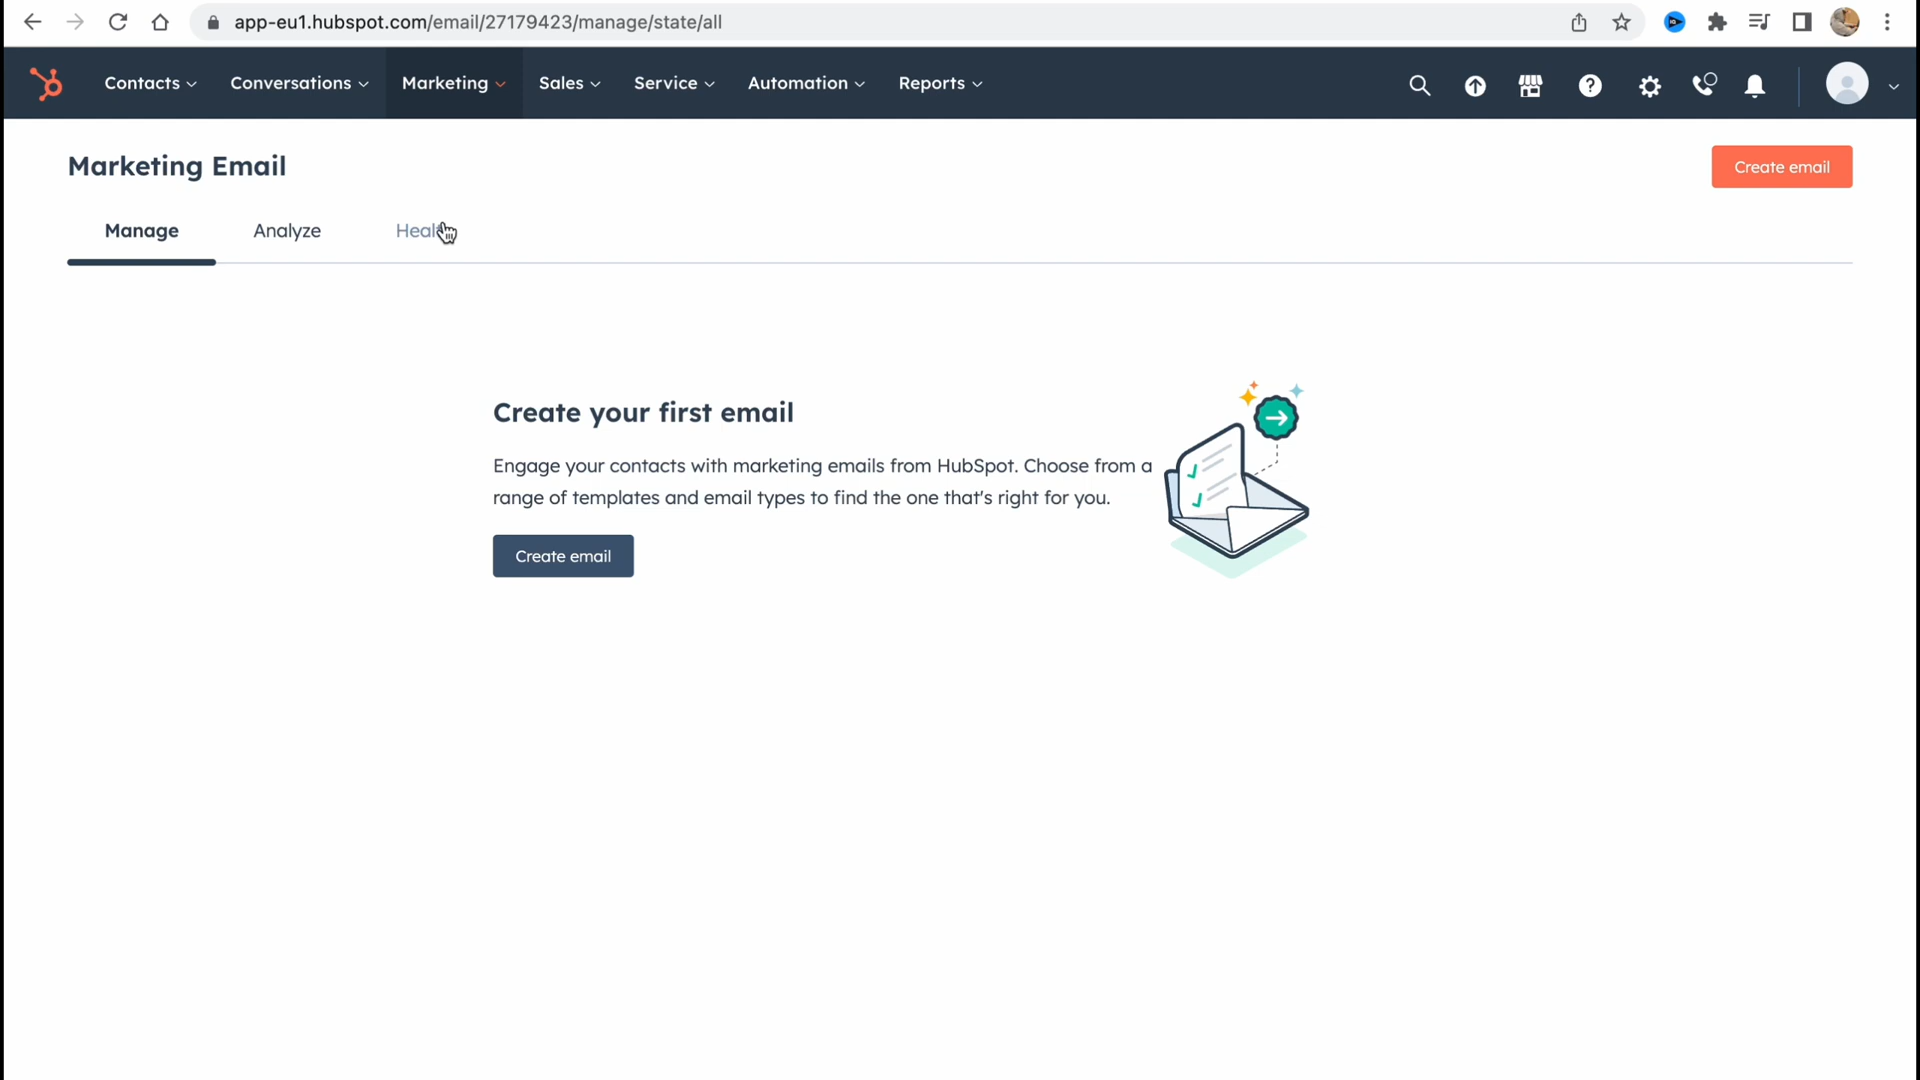 app-eu1.hubspot.com/email/27179423/manage/state/all
Contacts Conversations Marketing Sales Service Automation Reports
Marketing Email
Create email
Manage Analyze
Create your first email
Engage your contacts with marketing emails from HubSpot. Choose from a
range of templates and email types to find the one that's right for you.
Create email